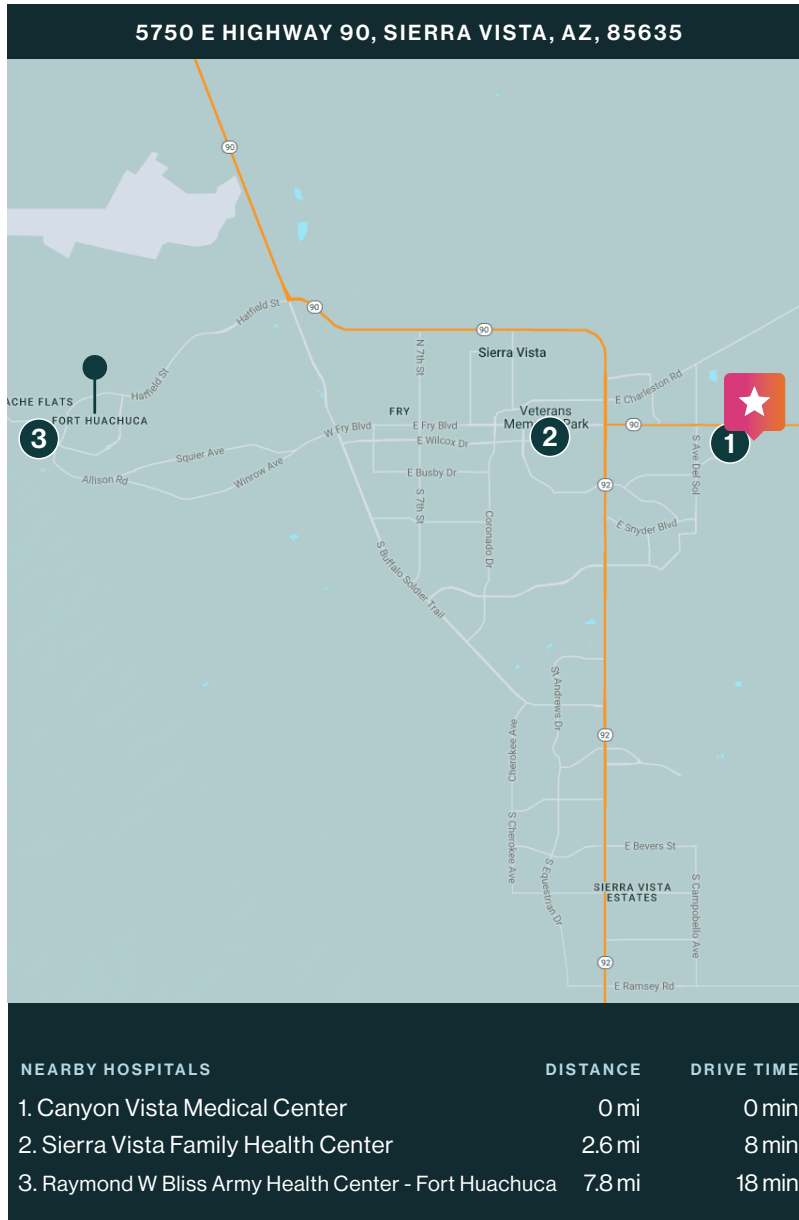 5750 E HIGHWAY 90, SIERRA VISTA, AZ, 85635
90
Hatfield St
90
90
N 7th St
Sierra Vista
Hatfield St
E Charleston Rd
ACHE FLATS
FORT HUACHUCA
FRY
Veterans
Mem Park
3
W Fry Blvd
E Fry Blvd
2
90
1
E Wilcox Dr
Squier Ave
Winrow Ave
Allison Rd
E Busby Dr
S 7th St
92
S Ave Del Sol
Coronado Dr
E Snyder Blvd
S Buffalo Soldier Trail
St Andrews Dr
Cherokee Ave
92
S Cherokee Ave
E Bevers St
S Equestrian Dr
SIERRA VISTA
ESTATES
S Campobello Ave
92
E Ramsey Rd
NEARBY HOSPITALS DISTANCE DRIVE TIME
1. Canyon Vista Medical Center 0 mi 0 min
2. Sierra Vista Family Health Center 2.6 mi 8 min
3. Raymond W Bliss Army Health Center - Fort Huachuca 7.8 mi 18 min